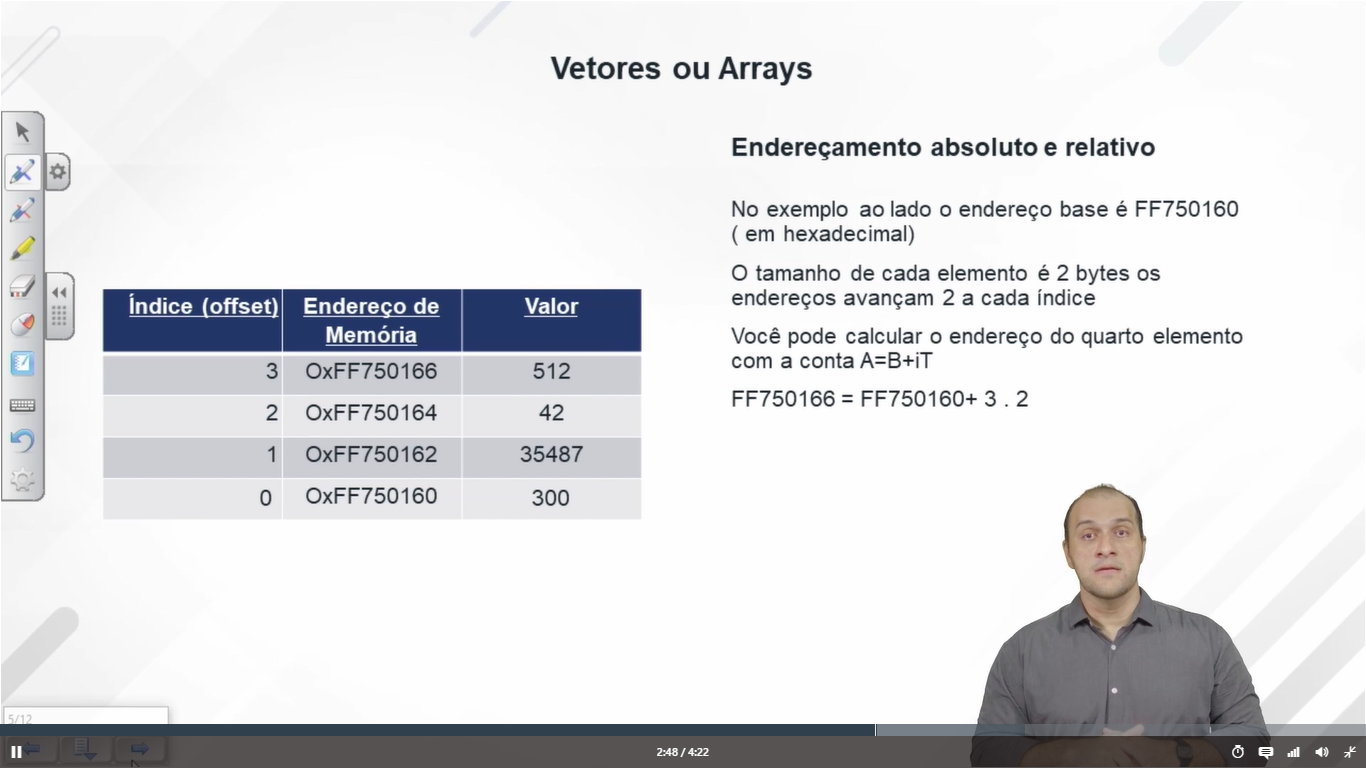 Vetores ou Arrays
Endereçamento absoluto e relativo
No exemplo ao lado o endereço base é FF750160
( em hexadecimal)
O tamanho de cada elemento é 2 bytes os
endereços avançam 2 a cada índice
Você pode calcular o endereço do quarto elemento
com a conta A=B+iT
FF750166 = FF750160+ 3 . 2
Índice (offset) Endereço de Memória Valor
3 OxFF750166 512
2 OxFF750164 42
1 OxFF750162 35487
0 OxFF750160 300
5/12
2:48 / 4:22